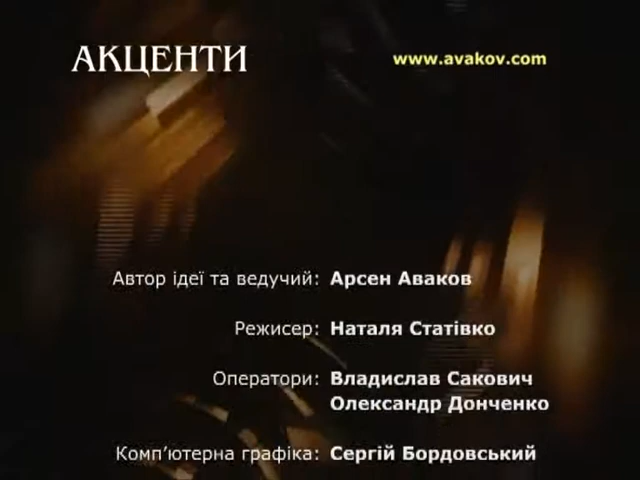 АКЦЕНТИ www.avakov.com
Автор ідеї та ведучий: Арсен Аваков
Режисер: Наталя Статівко
Оператори: Владислав Сакович
Олександр Донченко
Комп'ютерна графіка: Сергій Бордовський